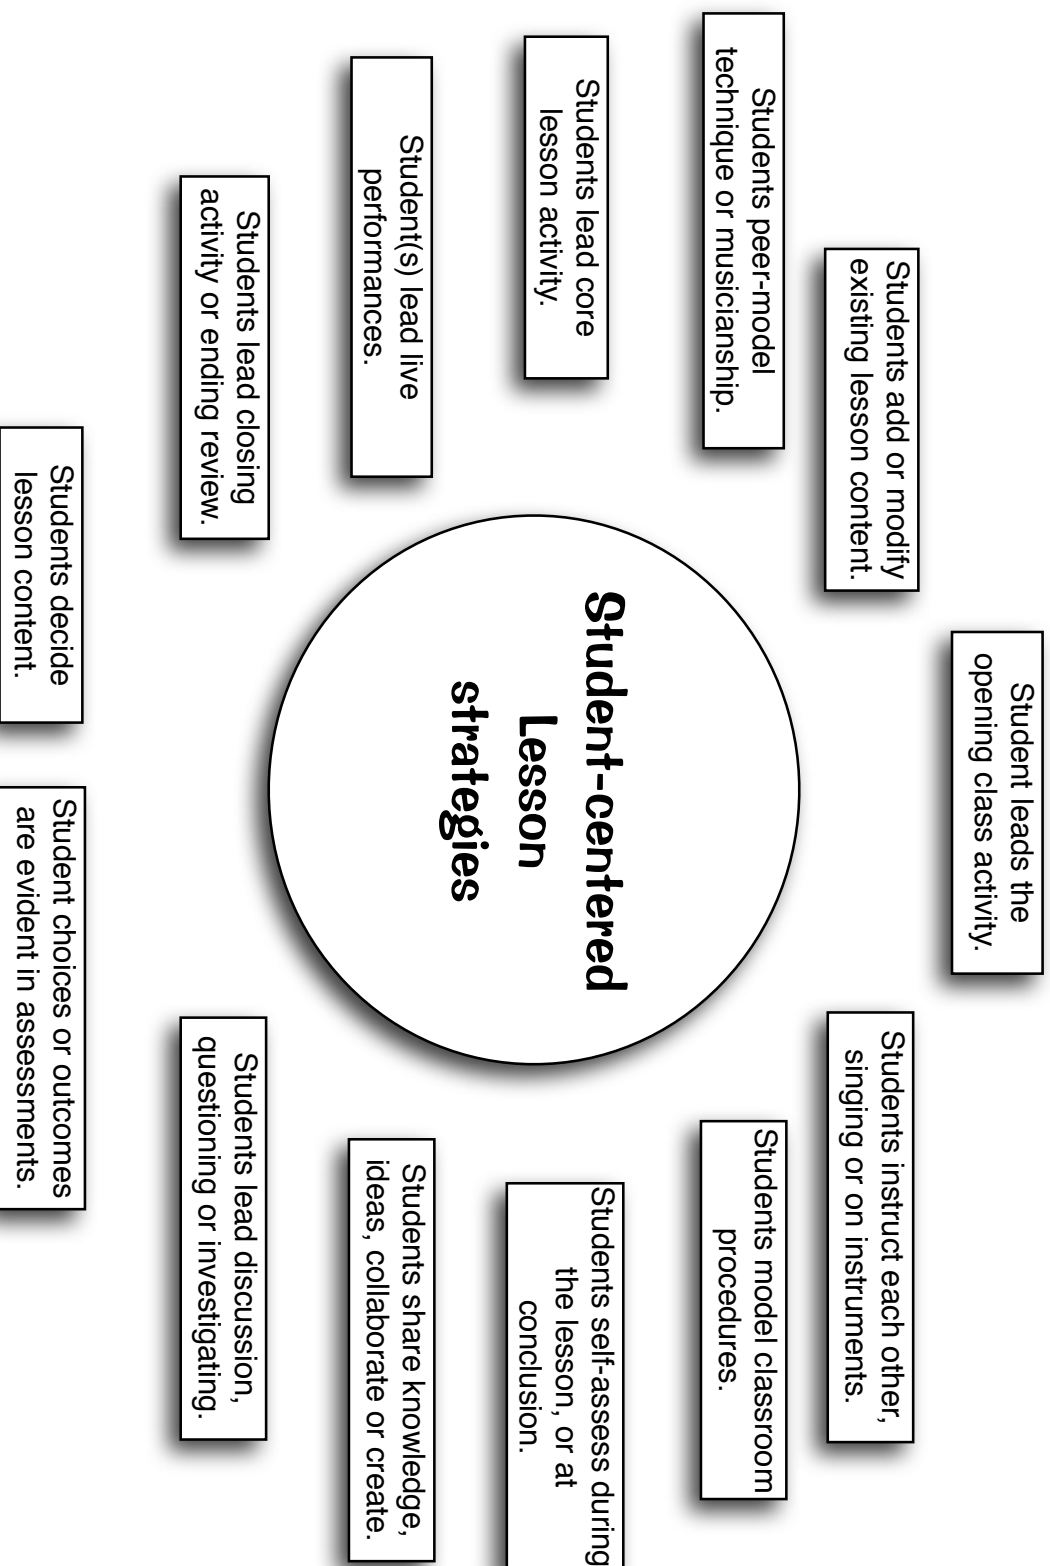 Student leads the
opening class activity.
Students add or modify
existing lesson content.
Students instruct each other,
singing or on instruments.
Students peer-model
technique or musicianship.
Students model classroom
procedures.
Students lead core
lesson activity.
Student-centered
Lesson
strategies
Students self-assess during
the lesson, or at
conclusion.
Student(s) lead live
performances.
Students share knowledge,
ideas, collaborate or create.
Students lead closing
activity or ending review.
Students lead discussion,
questioning or investigating.
Students decide
lesson content.
Student choices or outcomes
are evident in assessments.